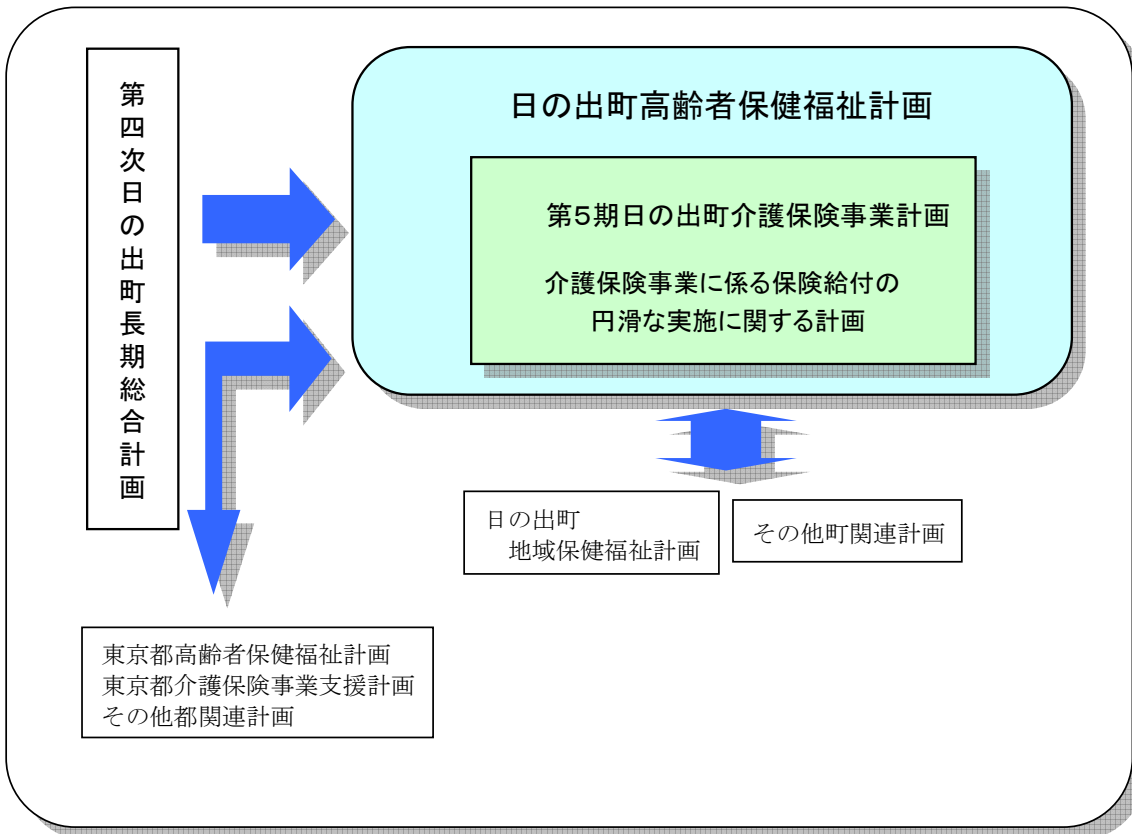 第四次日の出町長期総合計画
日の出町高齢者保健福祉計画
第5期日の出町介護保険事業計画
介護保険事業に係る保険給付の
円滑な実施に関する計画
日の出町
地域保健福祉計画
その他町関連計画
東京都高齢者保健福祉計画
東京都介護保険事業支援計画
その他都関連計画